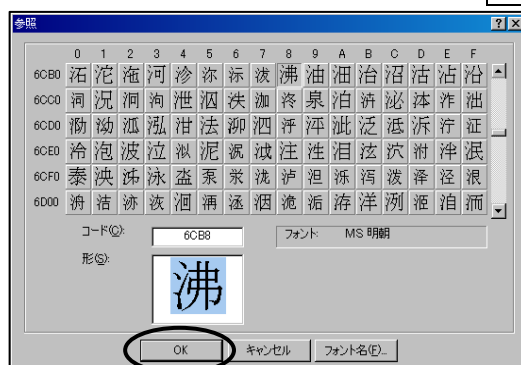 参照
0 1 2 3 4 5 6 7 8 9 A B C D E F
6CB0 沰 沱 沲 河 沴 沵 沶 沷 沸 油 沺 治 沼 沽 沾 沿
6CC0 泀 況 泂 泃 泄 泅 泆 泇 泈 泉 泊 泋 泌 泍 泎 泏
6CD0 泐 泑 泒 泓 泔 法 泖 泗 泘 泙 泚 泛 泜 泝 泞 泟
6CE0 泠 泡 波 泣 泤 泥 泦 泧 注 泩 泪 泫 泬 泭 泮 泯
6CF0 泰 泱 泲 泳 泴 泵 泶 泷 泸 泹 泺 泻 泼 泽 泾 泿
6D00 洀 洁 洂 洃 洄 洅 洆 洇 洈 洉 洊 洋 洌 洍 洎 洏
コード(C): 6CB8 フォント: MS 明朝
形(S): 沸
OK キャンセル フォント名(F)...